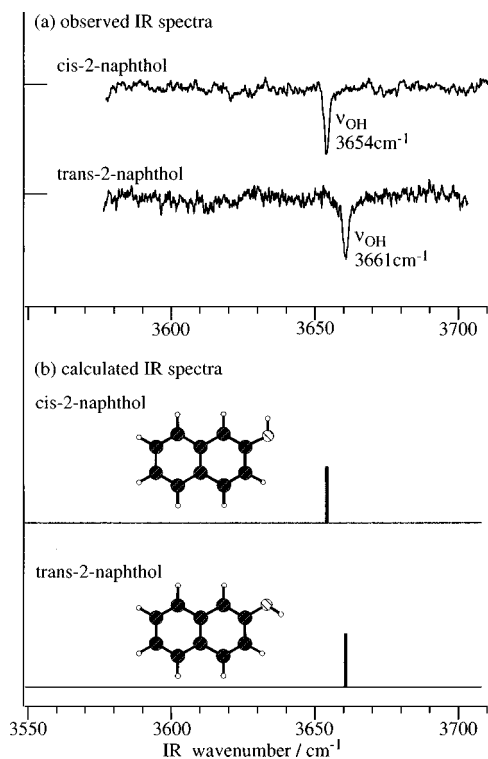 (a) observed IR spectra
cis-2-naphthol
νOH
3654cm-1
trans-2-naphthol
νOH
3661cm-1
3600 3650 3700
(b) calculated IR spectra
cis-2-naphthol
trans-2-naphthol
3550 3600 3650 3700
IR wavenumber / cm-1